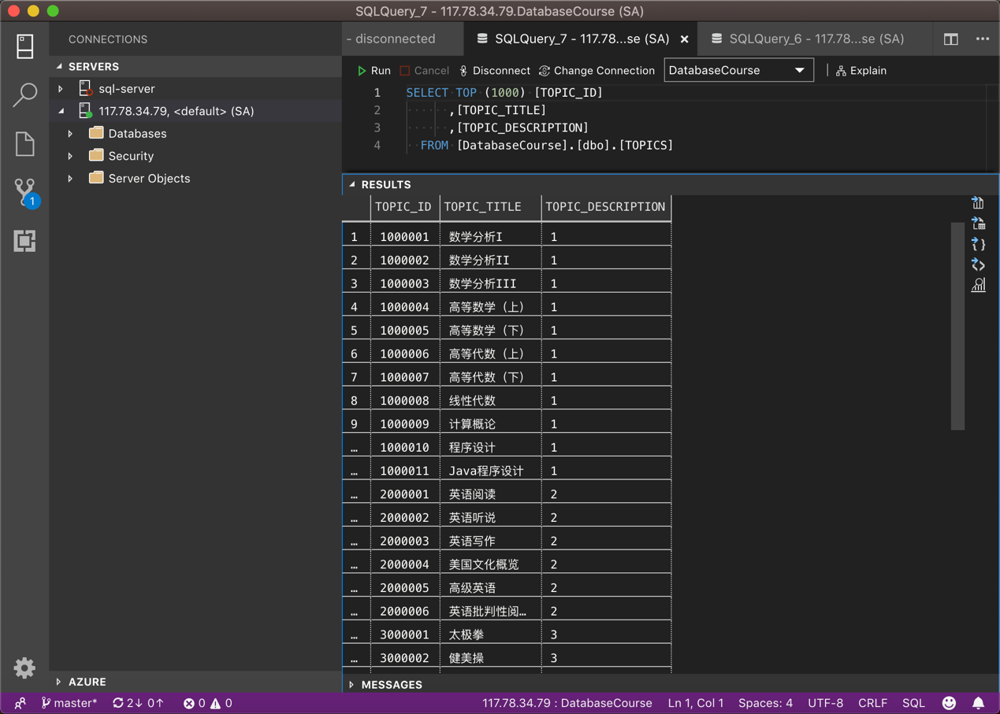 SQLQuery_7 - 117.78.34.79.DatabaseCourse (SA)
CONNECTIONS
- disconnected
SQLQuery_7 - 117.78...se (SA)
SQLQuery_6 - 117.78...se (SA)
SERVERS
sql-server
117.78.34.79, <default> (SA)
Databases
Security
Server Objects
1
AZURE
Run Cancel Disconnect Change Connection DatabaseCourse Explain
1 SELECT TOP (1000) [TOPIC_ID]
2 ,[TOPIC_TITLE]
3 ,[TOPIC_DESCRIPTION]
4 FROM [DatabaseCourse].[dbo].[TOPICS]
RESULTS
TOPIC_ID TOPIC_TITLE TOPIC_DESCRIPTION
1 1000001 数学分析I 1
2 1000002 数学分析II 1
3 1000003 数学分析III 1
4 1000004 高等数学（上） 1
5 1000005 高等数学（下） 1
6 1000006 高等代数（上） 1
7 1000007 高等代数（下） 1
8 1000008 线性代数 1
9 1000009 计算概论 1
… 1000010 程序设计 1
… 1000011 Java程序设计 1
… 2000001 英语阅读 2
… 2000002 英语听说 2
… 2000003 英语写作 2
… 2000004 美国文化概览 2
… 2000005 高级英语 2
… 2000006 英语批判性阅… 2
… 3000001 太极拳 3
… 3000002 健美操 3
MESSAGES
master* 2↓ 0↑ 0 0 117.78.34.79 : DatabaseCourse Ln 1, Col 1 Spaces: 4 UTF-8 CRLF SQL